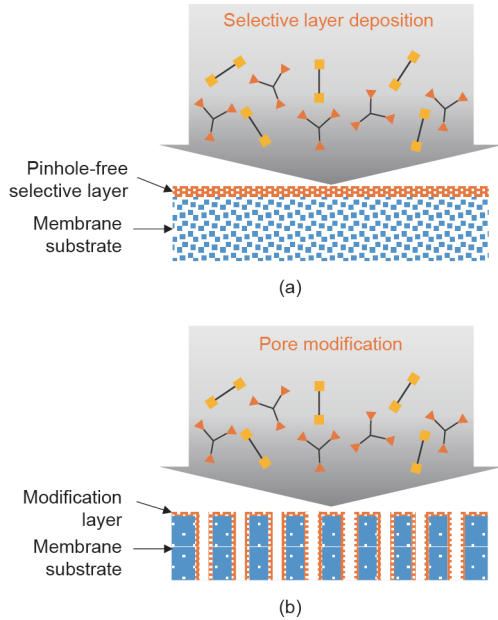 Selective layer deposition
Pinhole-free
selective layer
Membrane
substrate
(a)
Pore modification
Modification
layer
Membrane
substrate
(b)